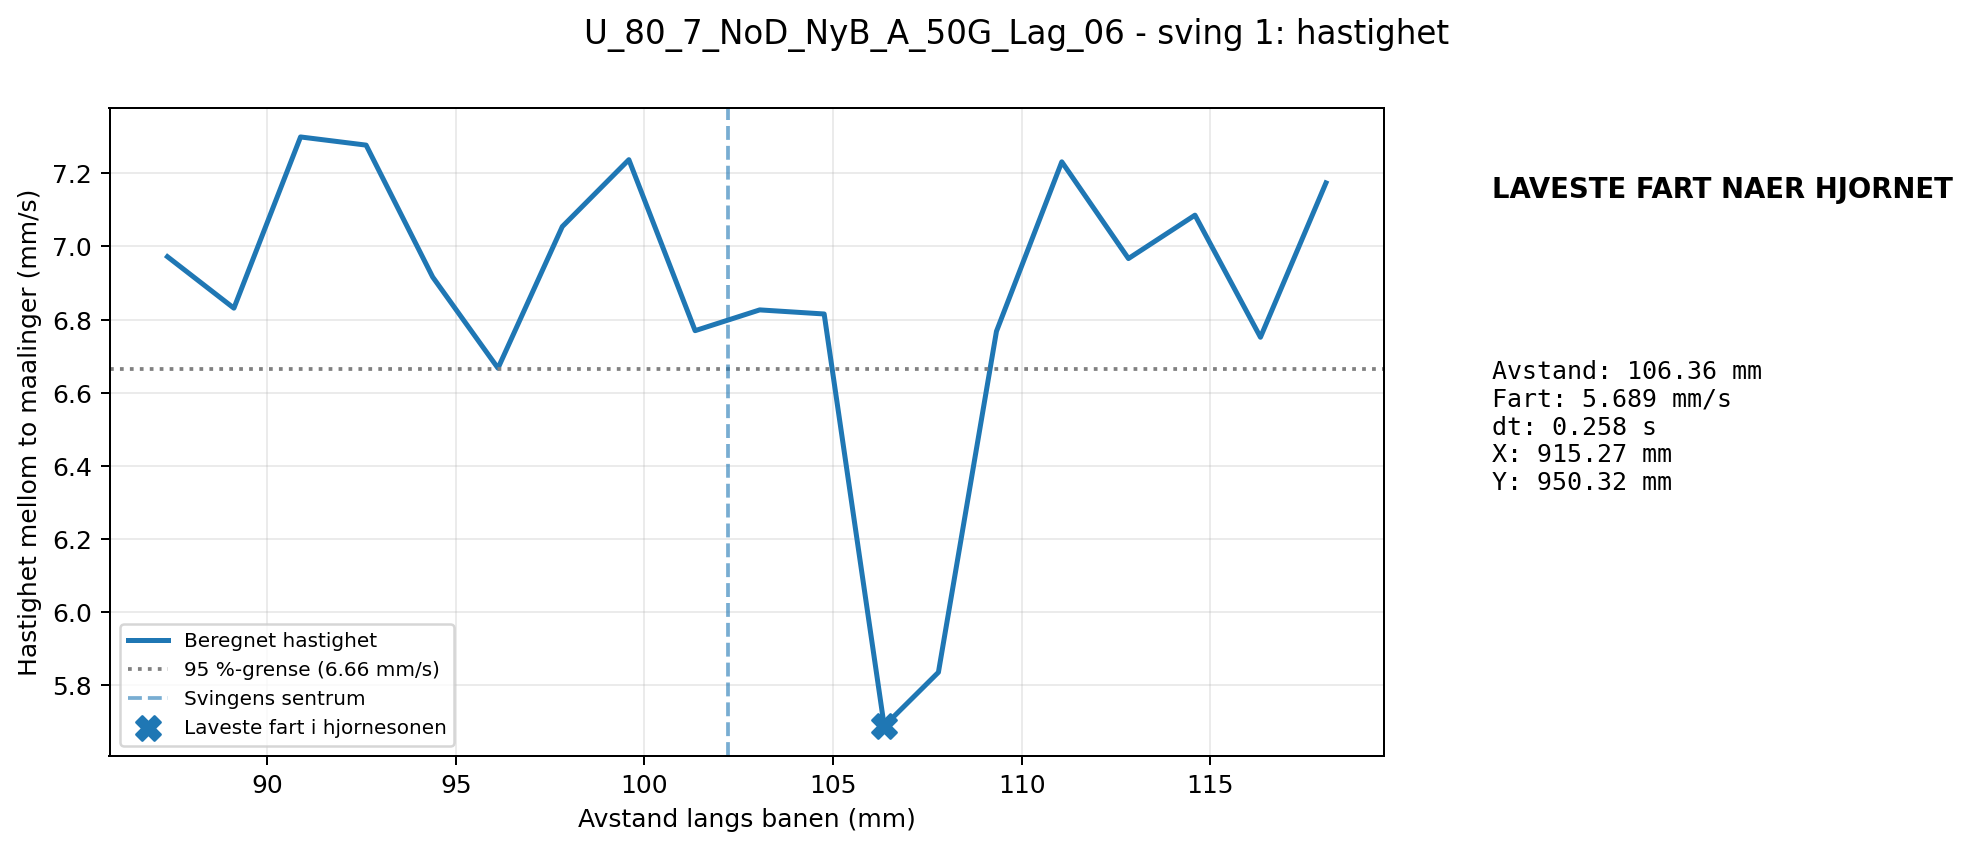 U_80_7_NoD_NyB_A_50G_Lag_06 - sving 1: hastighet
Hastighet mellom to maalinger (mm/s)
7.2
7.0
6.8
6.6
6.4
6.2
6.0
5.8
Beregnet hastighet
95 %-grense (6.66 mm/s)
Svingens sentrum
Laveste fart i hjornesonen
90
95
100
105
110
115
Avstand langs banen (mm)
LAVESTE FART NAER HJORNET
Avstand: 106.36 mm
Fart: 5.689 mm/s
dt: 0.258 s
X: 915.27 mm
Y: 950.32 mm